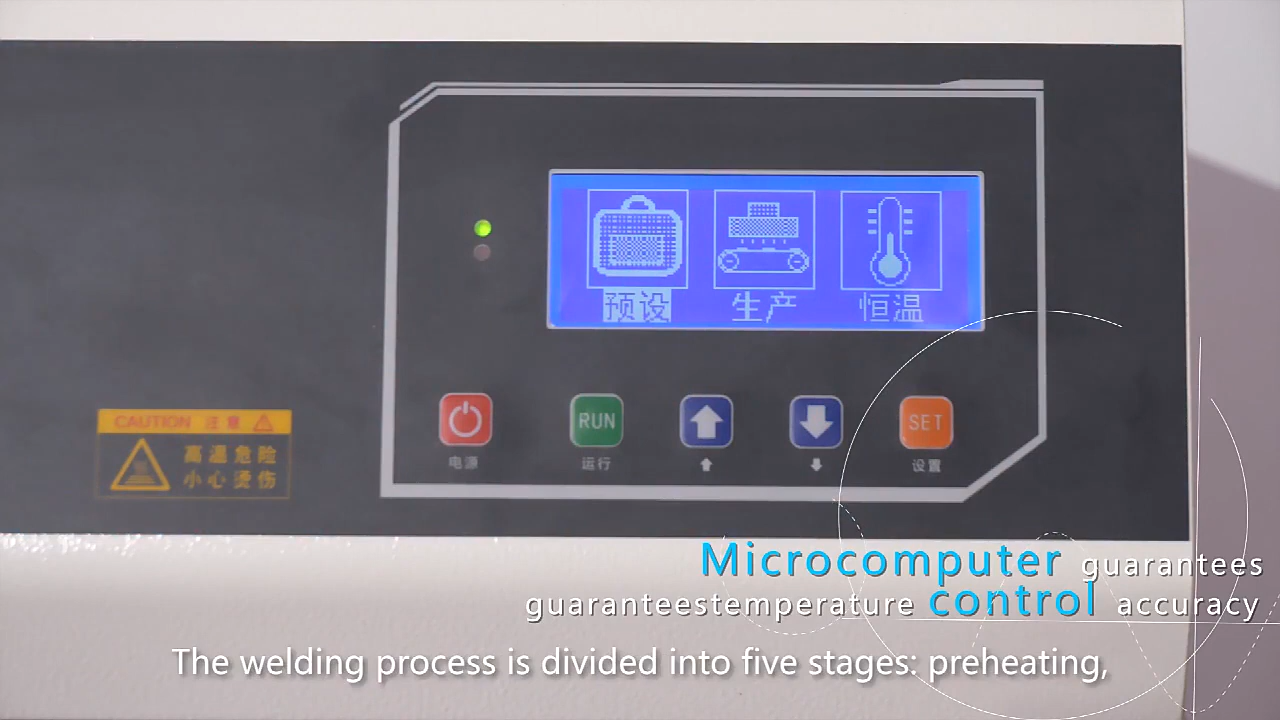 预设 生产 恒温
RUN SET
电源 运行 设置
CAUTION 注意
高温危险
小心烫伤
Microcomputer guarantees
guaranteestemperature control accuracy
The welding process is divided into five stages: preheating,